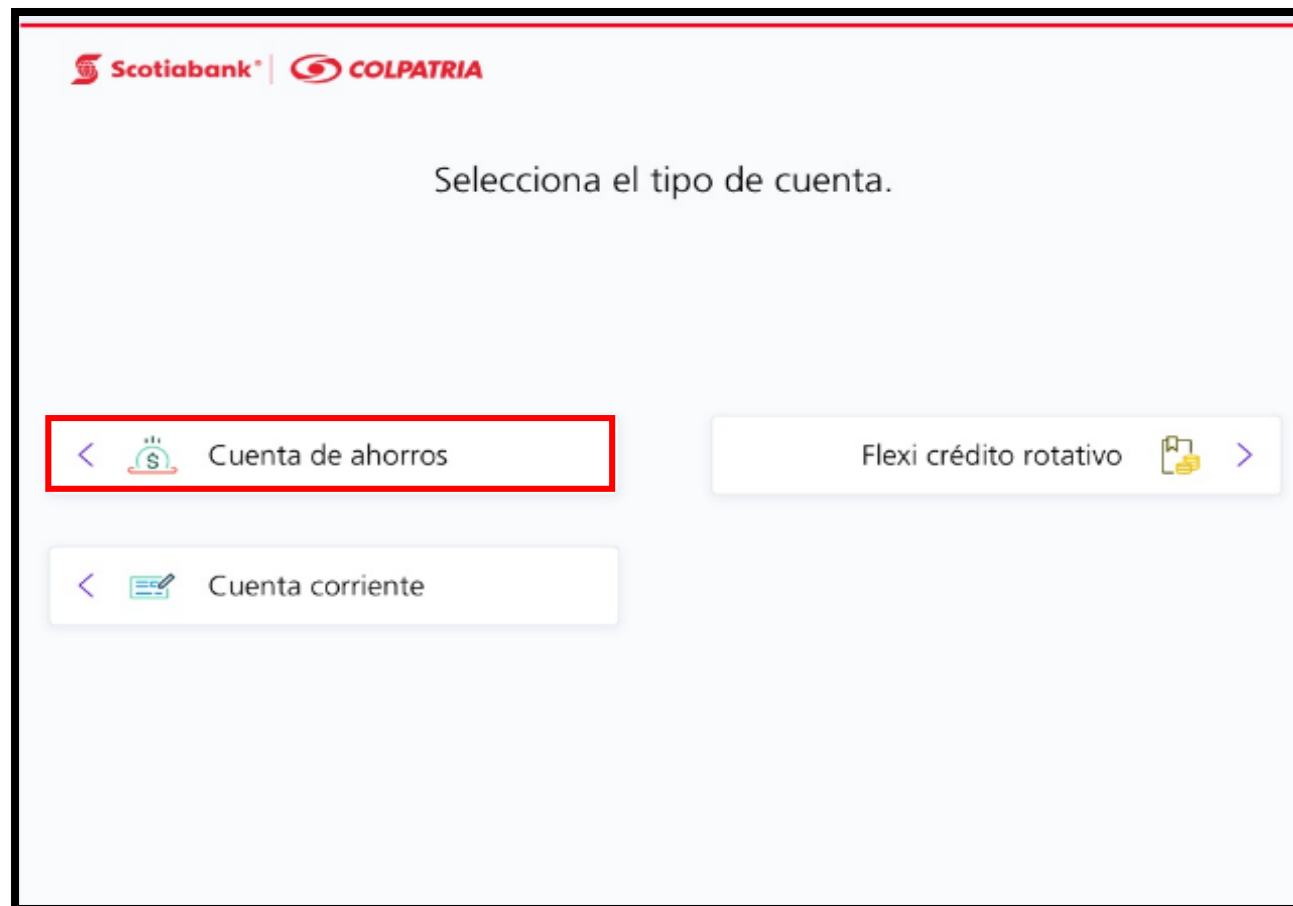 Scotiabank® COLPATRIA
Selecciona el tipo de cuenta.
Cuenta de ahorros
Flexi crédito rotativo
Cuenta corriente